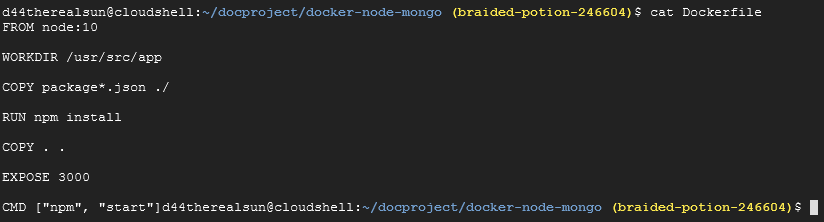 d44therealsun@cloudshell:~/docproject/docker-node-mongo (braided-potion-246604)$ cat Dockerfile
FROM node:10
WORKDIR /usr/src/app
COPY package*.json ./
RUN npm install
COPY . .
EXPOSE 3000
CMD ["npm", "start"]d44therealsun@cloudshell:~/docproject/docker-node-mongo (braided-potion-246604)$